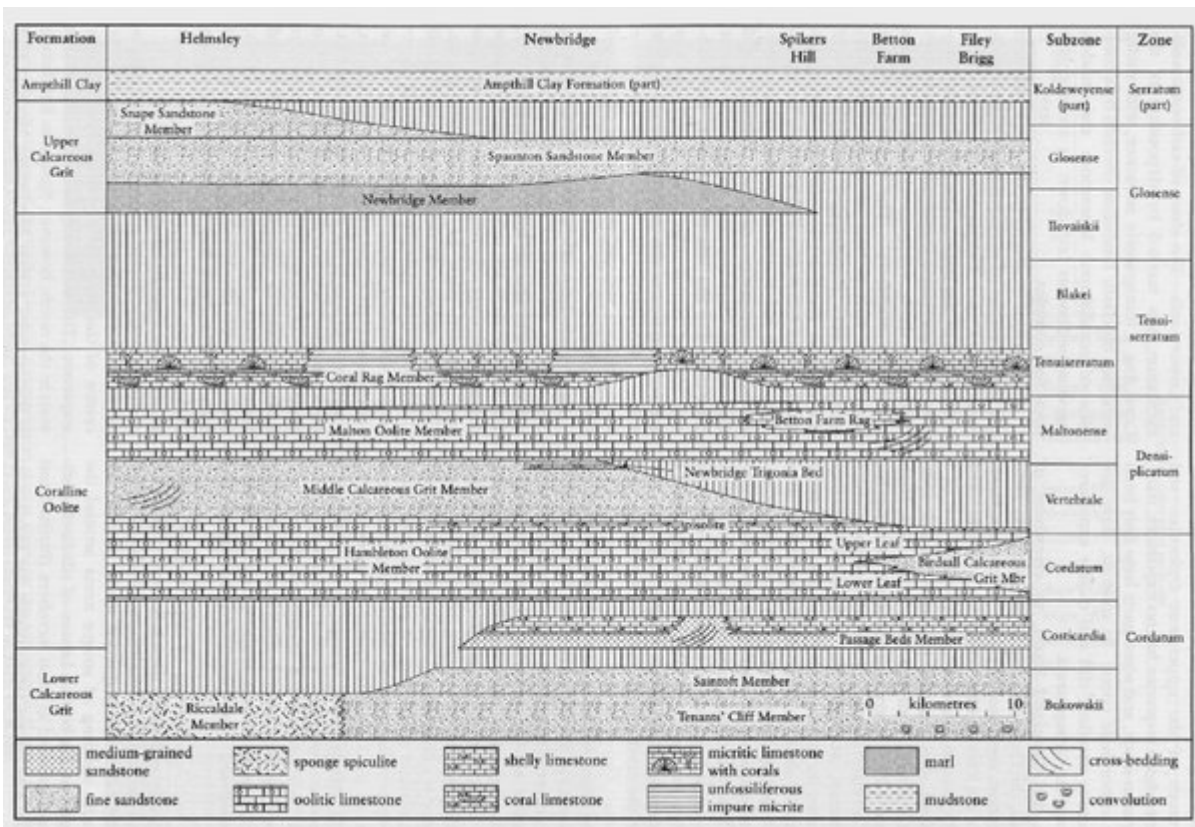 Formation
Helmsley
Newbridge
Spikers
Hill
Betton
Farm
Filey
Brigg
Subzone
Zone
Ampthill Clay
Ampthill Clay Formation (part)
Koldeweyense
(part)
Serratum
(part)
Upper
Calcareous
Grit
Snape Sandstone
Member
Spaunton Sandstone Member
Newbridge Member
Glosense
Ilovaiskii
Glosense
Blakei
Tenuiserratum
Tenui-
serratum
Coralline
Oolite
Coral Rag Member
Malton Oolite Member
Betton Farm Rag
Maltonense
Newbridge Trigonia Bed
Middle Calcareous Grit Member
Vertebrale
Densi-
plicatum
pisolite
Hambleton Oolite
Member
Upper Leaf
Birdsall Calcareous
Grit Mbr
Lower Leaf
Cordatum
Passage Beds Member
Costicardia
Cordatum
Lower
Calcareous
Grit
Saintoft Member
Riccaldale
Member
Tenants' Cliff Member
0 kilometres 10
Bukowskii
medium-grained
sandstone
sponge spiculite
shelly limestone
micritic limestone
with corals
marl
cross-bedding
fine sandstone
oolitic limestone
coral limestone
unfossiliferous
impure micrite
mudstone
convolution